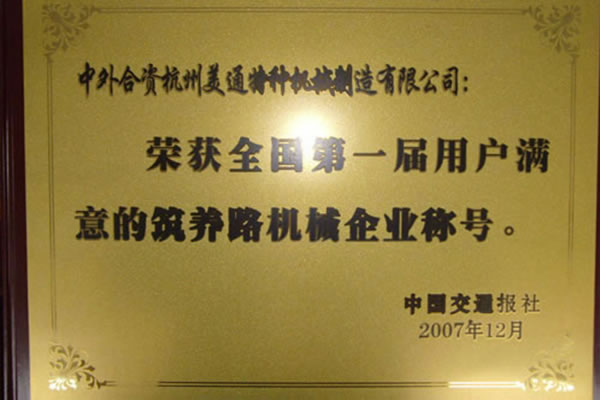 中外合资杭州美通特种机械制造有限公司：
荣获全国第一届用户满
意的筑养路机械企业称号。
中国交通报社
2007年12月